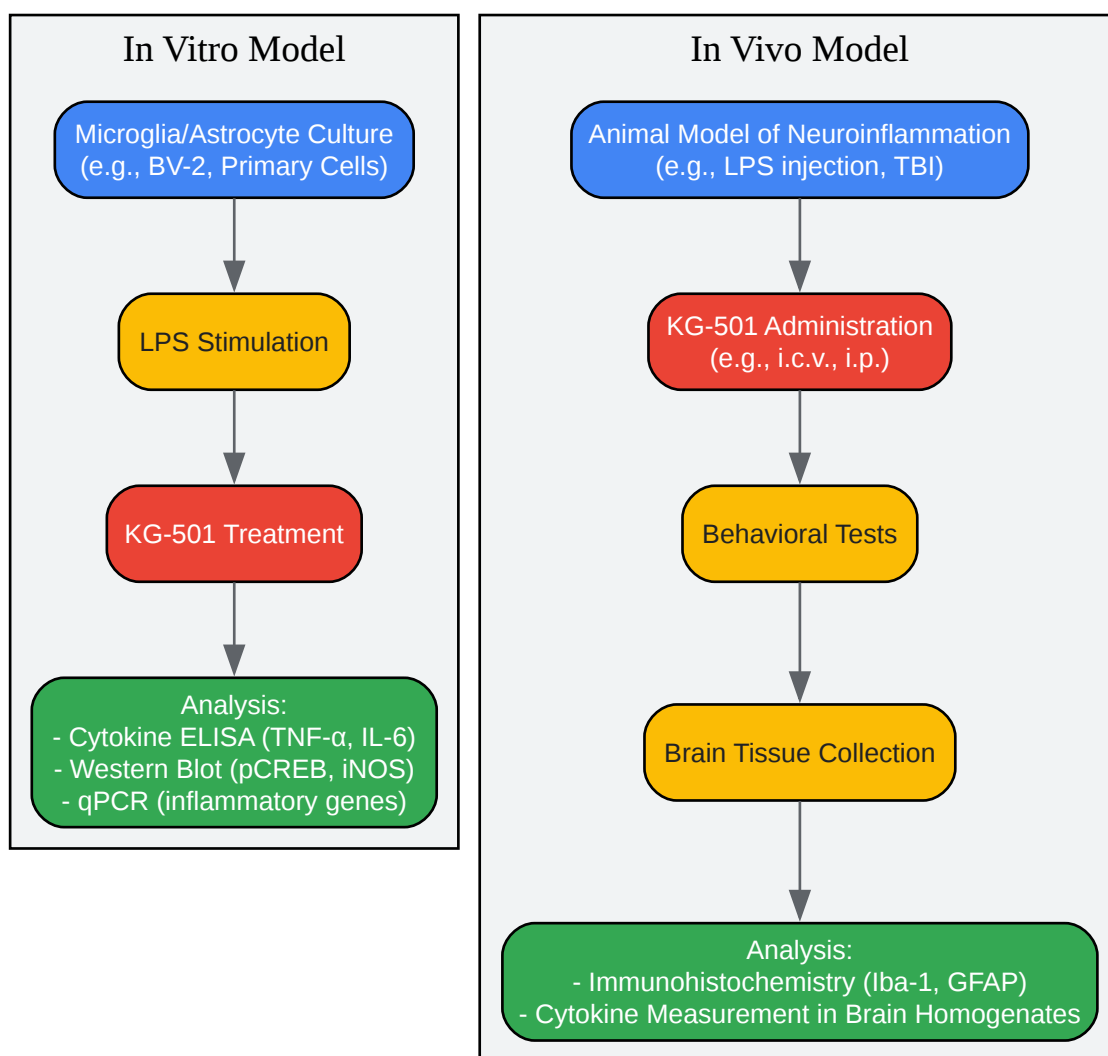 In Vitro Model
Microglia/Astrocyte Culture
(e.g., BV-2, Primary Cells)
LPS Stimulation
KG-501 Treatment
Analysis:
- Cytokine ELISA (TNF-α, IL-6)
- Western Blot (pCREB, iNOS)
- qPCR (inflammatory genes)
In Vivo Model
Animal Model of Neuroinflammation
(e.g., LPS injection, TBI)
KG-501 Administration
(e.g., i.c.v., i.p.)
Behavioral Tests
Brain Tissue Collection
Analysis:
- Immunohistochemistry (Iba-1, GFAP)
- Cytokine Measurement in Brain Homogenates